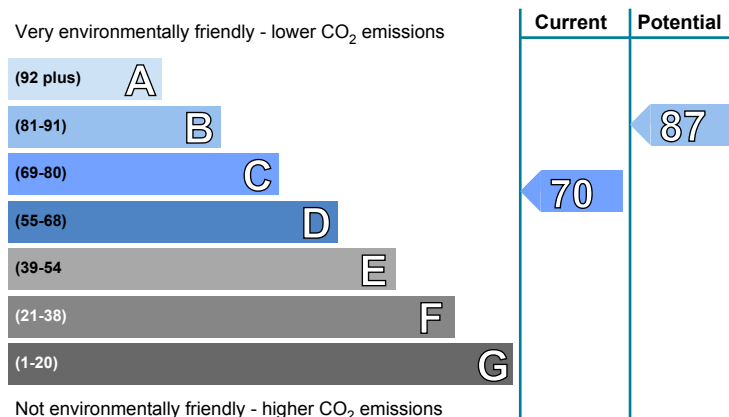 Current Potential
Very environmentally friendly - lower CO2 emissions
(92 plus) A
(81-91) B
87
(69-80) C
70
(55-68) D
(39-54 E
(21-38) F
(1-20) G
Not environmentally friendly - higher CO2 emissions